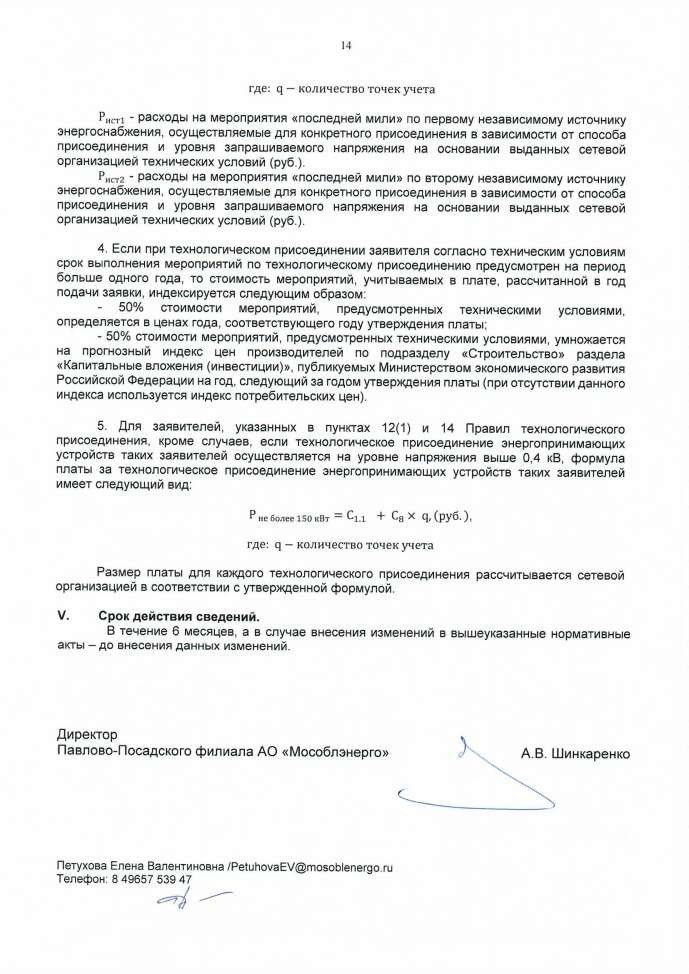 14
где: q − количество точек учета
Рист1 - расходы на мероприятия «последней мили» по первому независимому источнику
энергоснабжения, осуществляемые для конкретного присоединения в зависимости от способа
присоединения и уровня запрашиваемого напряжения на основании выданных сетевой
организацией технических условий (руб.).
Рист2 - расходы на мероприятия «последней мили» по второму независимому источнику
энергоснабжения, осуществляемые для конкретного присоединения в зависимости от способа
присоединения и уровня запрашиваемого напряжения на основании выданных сетевой
организацией технических условий (руб.).
4. Если при технологическом присоединении заявителя согласно техническим условиям
срок выполнения мероприятий по технологическому присоединению предусмотрен на период
больше одного года, то стоимость мероприятий, учитываемых в плате, рассчитанной в год
подачи заявки, индексируется следующим образом:
- 50% стоимости мероприятий, предусмотренных техническими условиями,
определяется в ценах года, соответствующего году утверждения платы;
- 50% стоимости мероприятий, предусмотренных техническими условиями, умножается
на прогнозный индекс цен производителей по подразделу «Строительство» раздела
«Капитальные вложения (инвестиции)», публикуемых Министерством экономического развития
Российской Федерации на год, следующий за годом утверждения платы (при отсутствии данного
индекса используется индекс потребительских цен).
5. Для заявителей, указанных в пунктах 12(1) и 14 Правил технологического
присоединения, кроме случаев, если технологическое присоединение энергопринимающих
устройств таких заявителей осуществляется на уровне напряжения выше 0,4 кВ, формула
платы за технологическое присоединение энергопринимающих устройств таких заявителей
имеет следующий вид:
Р не более 150 кВт = С1.1 + С8 × q, (руб.),
где: q − количество точек учета
Размер платы для каждого технологического присоединения рассчитывается сетевой
организацией в соответствии с утвержденной формулой.
V. Срок действия сведений.
В течение 6 месяцев, а в случае внесения изменений в вышеуказанные нормативные
акты – до внесения данных изменений.
Директор
Павлово-Посадского филиала АО «Мособлэнерго» А.В. Шинкаренко
Петухова Елена Валентиновна /PetuhovaEV@mosoblenergo.ru
Телефон: 8 49657 539 47